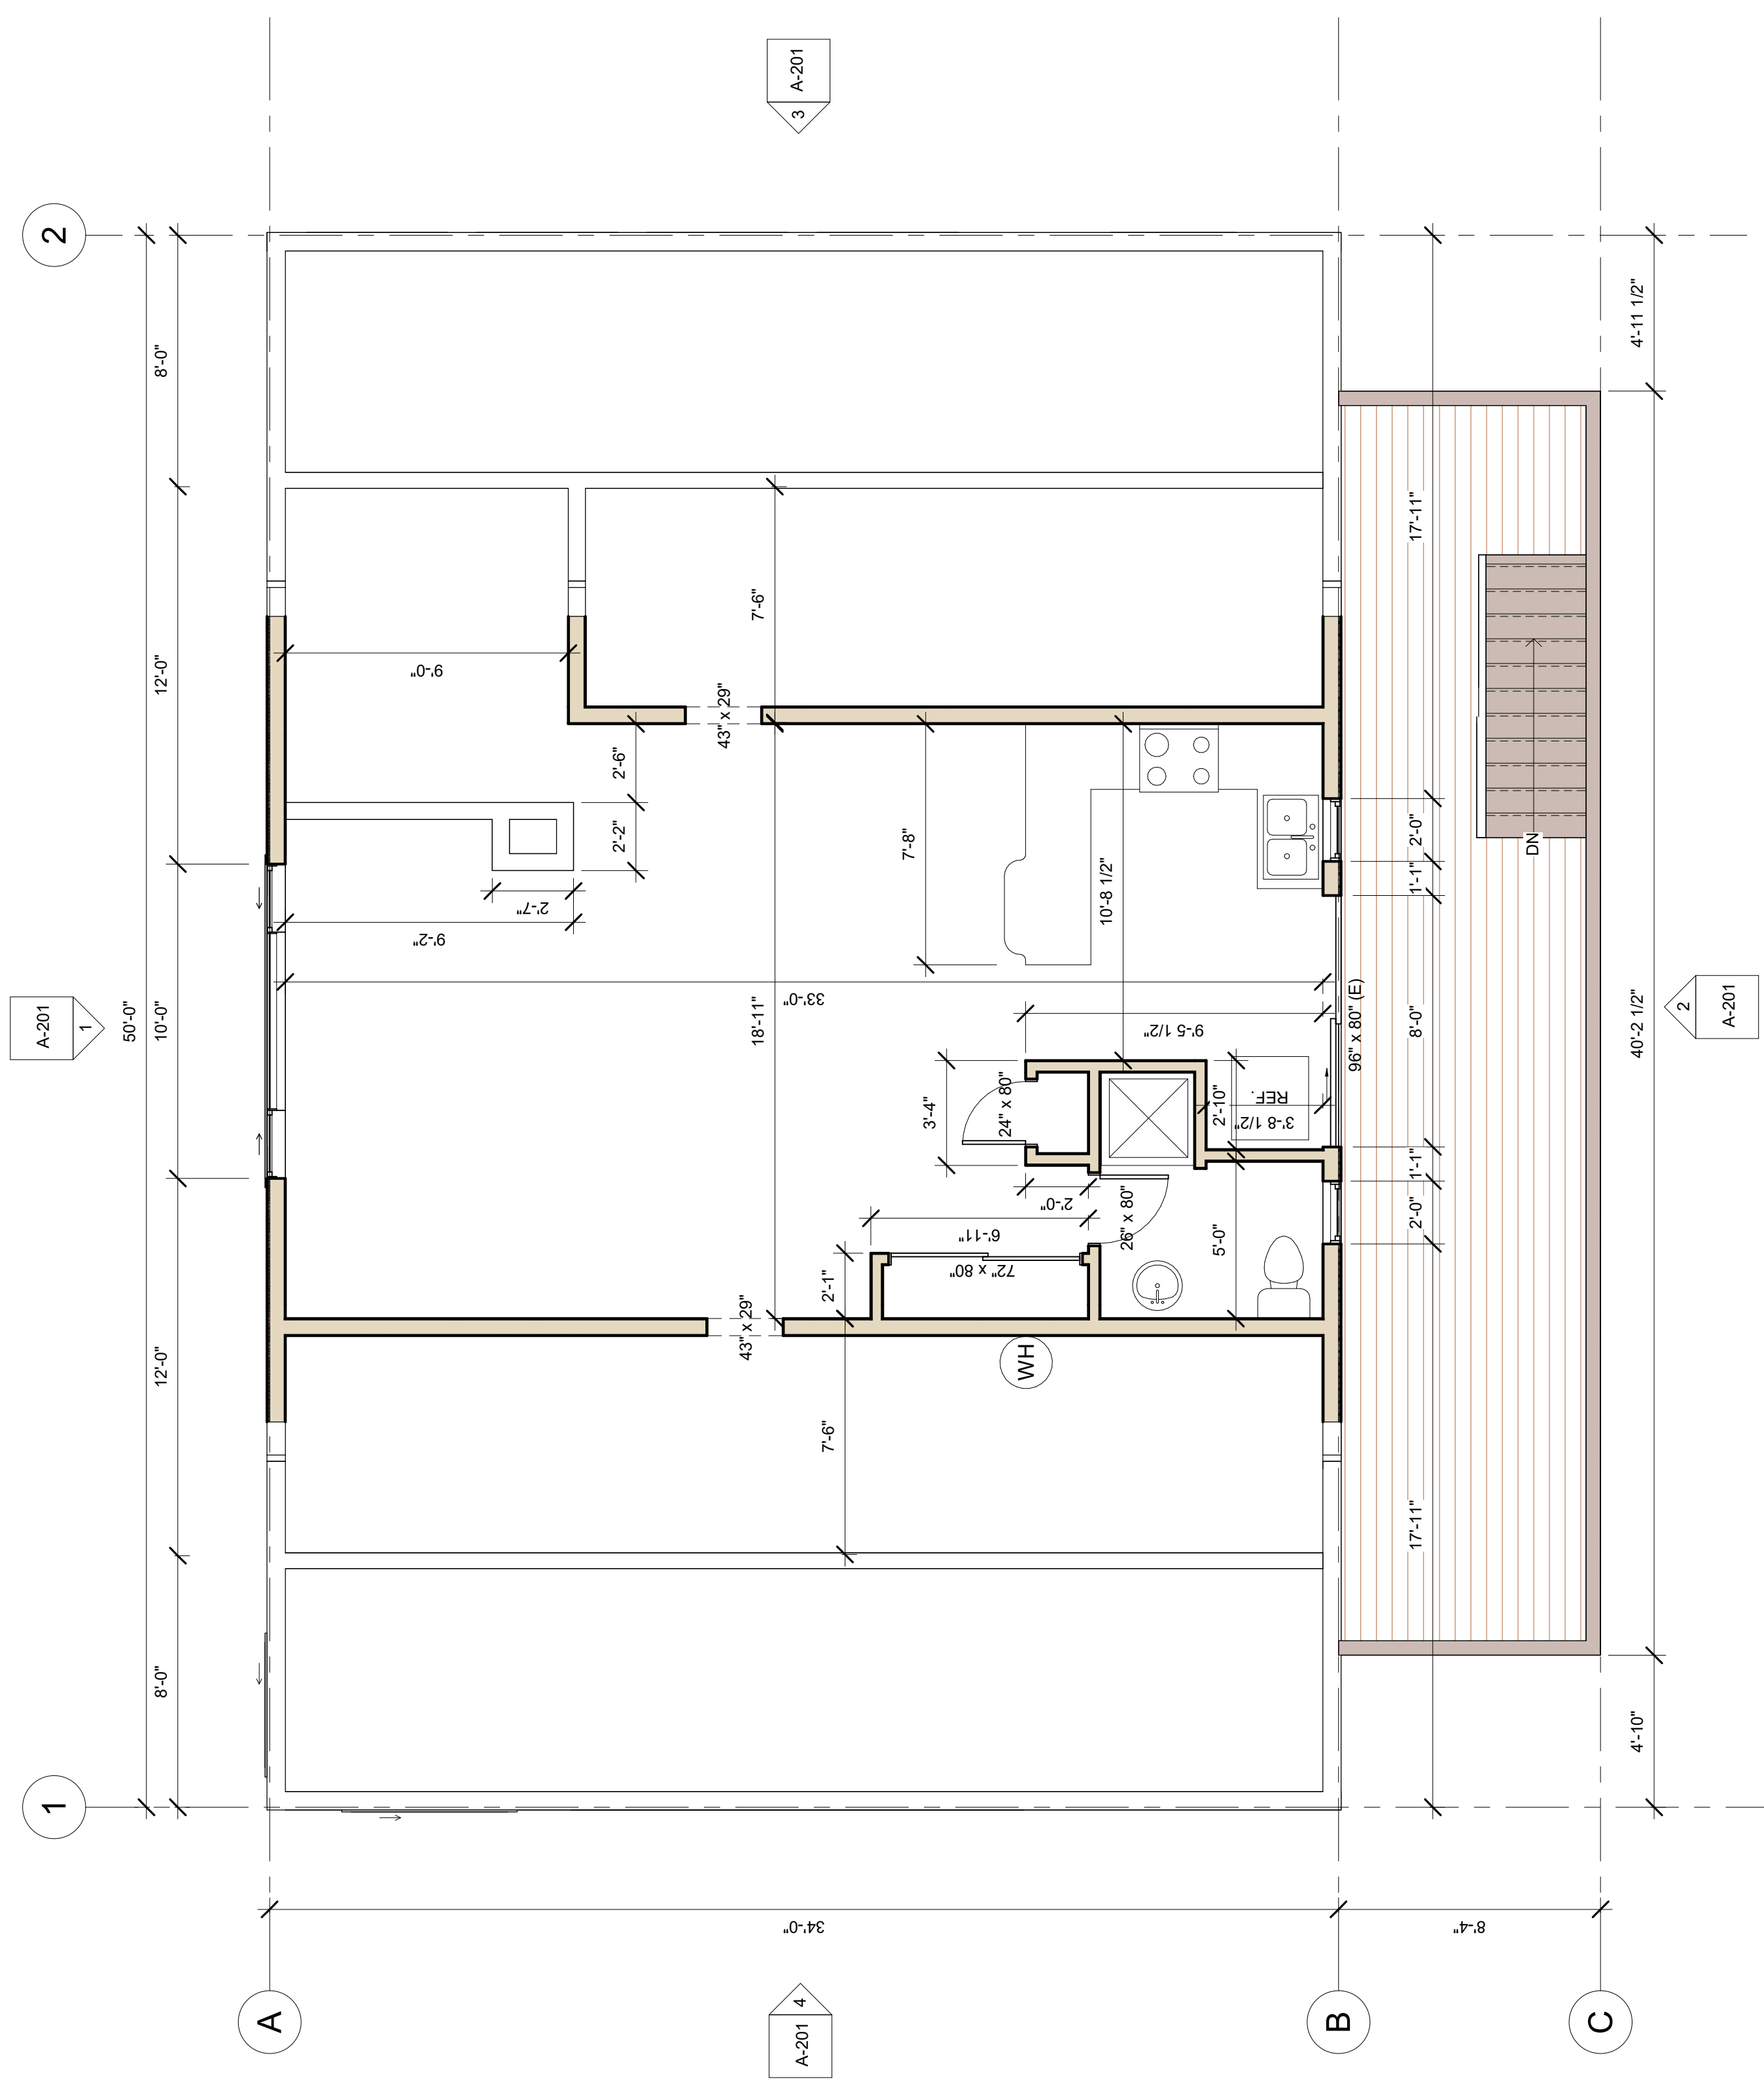 1
2
A
B
C
A-201
1
A-201
2
A-201
3
A-201
4
50'-0"
8'-0"
12'-0"
10'-0"
12'-0"
8'-0"
34'-0"
8'-4"
9'-0"
7'-6"
43" x 29"
2'-6"
2'-2"
2'-7"
9'-2"
7'-8"
10'-8 1/2"
33'-0"
18'-11"
9'-5 1/2"
3'-4"
24" x 80"
2'-10"
REF.
3'-8 1/2"
96" x 80" (E)
2'-0"
26" x 80"
6'-11"
72" x 80"
5'-0"
2'-1"
43" x 29"
WH
7'-6"
DN
17'-11"
2'-0"
1'-1"
8'-0"
1'-1"
2'-0"
17'-11"
4'-10"
40'-2 1/2"
4'-11 1/2"